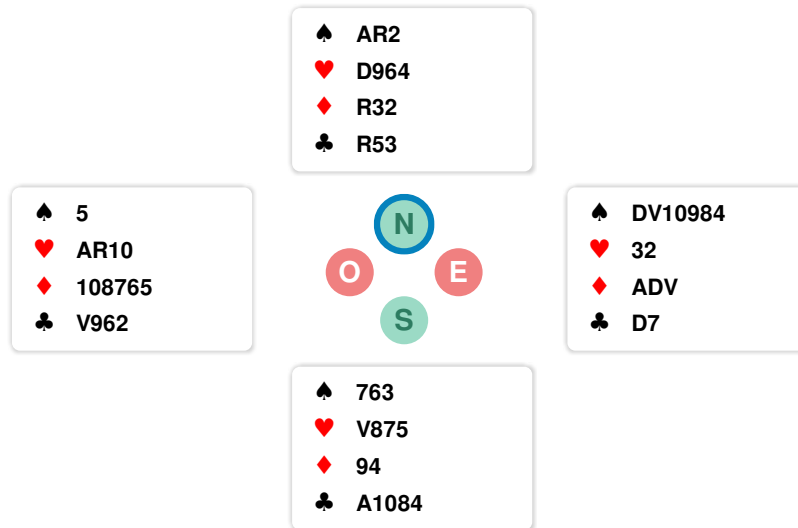 ♠ AR2
♥ D964
♦ R32
♣ R53
♠ 5
♥ AR10
♦ 108765
♣ V962
N
O E
S
♠ DV10984
♥ 32
♦ ADV
♣ D7
♠ 763
♥ V875
♦ 94
♣ A1084